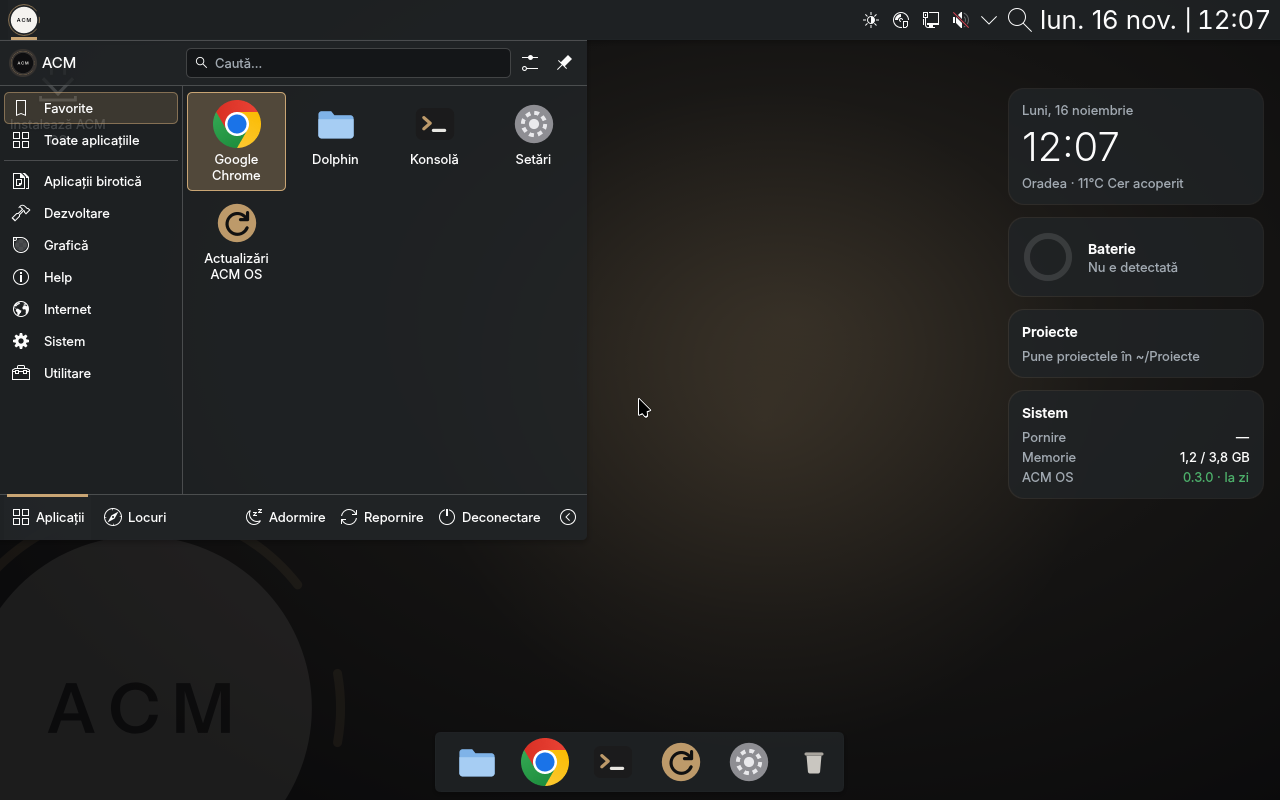 ACM
lun. 16 nov. | 12:07
ACM
ACM
Caută...
Favorite
Instalează ACM
Toate aplicațiile
Aplicații birotică
Dezvoltare
Grafică
Help
Internet
Sistem
Utilitare
Google
Chrome
Dolphin
Konsolă
Setări
Actualizări
ACM OS
Aplicații
Locuri
Adormire
Repornire
Deconectare
Luni, 16 noiembrie
12:07
Oradea · 11°C Cer acoperit
Baterie
Nu e detectată
Proiecte
Pune proiectele în ~/Proiecte
Sistem
Pornire —
Memorie 1,2 / 3,8 GB
ACM OS 0.3.0 · la zi
ACM